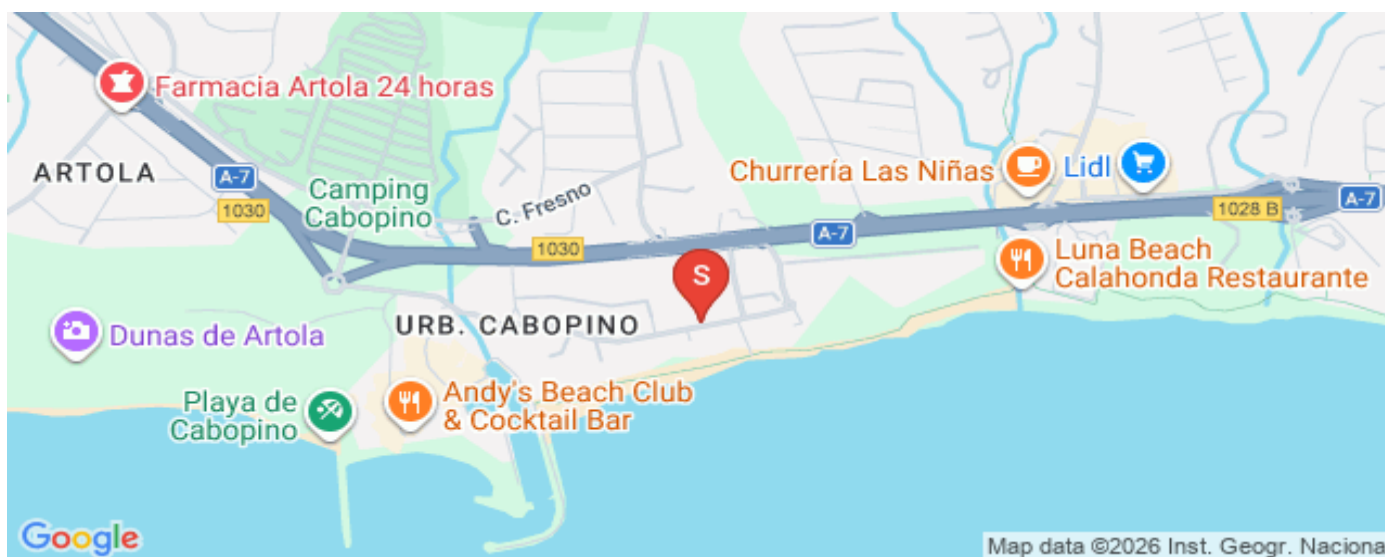 Farmacia Artola 24 horas
ARTOLA
A-7
1030
Camping
Cabopino
C. Fresno
1030
A-7
Churrería Las Niñas
Lidl
1028 B
A-7
S
Luna Beach
Calahonda Restaurante
URB. CABOPINO
Dunas de Artola
Playa de
Cabopino
Andy's Beach Club
& Cocktail Bar
Google
Map data ©2026 Inst. Geogr. Naciona